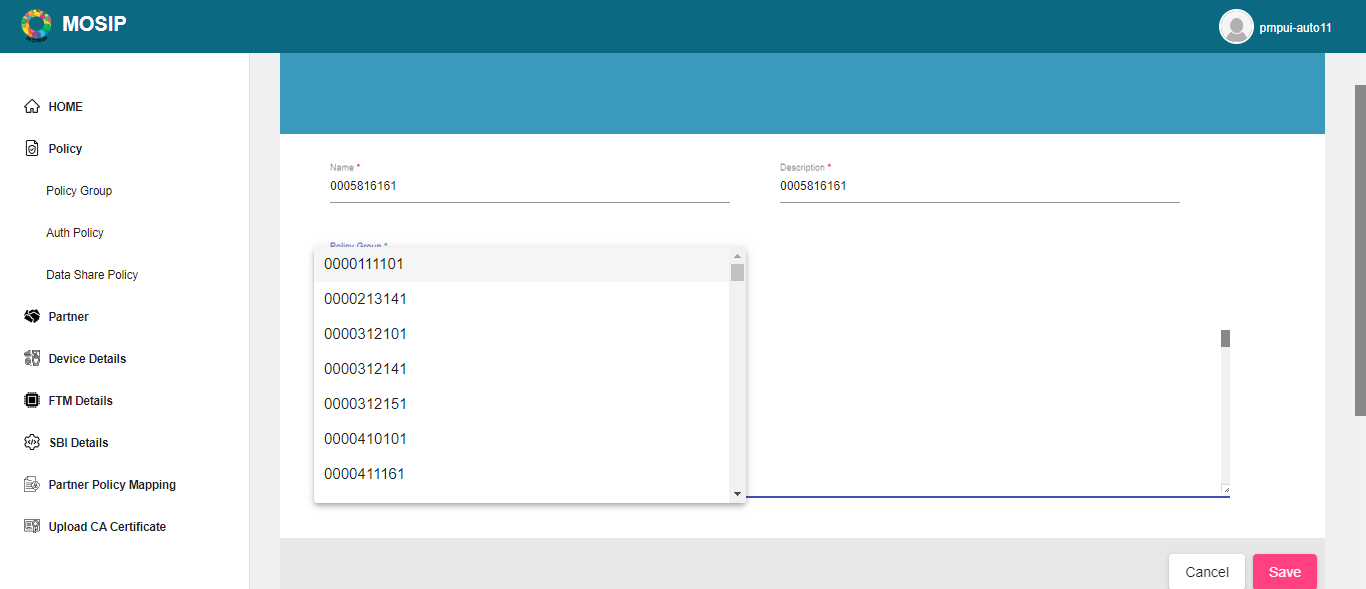 MOSIP
MOSIP
pmpui-auto11
HOME
Policy
Policy Group
Auth Policy
Data Share Policy
Partner
Device Details
FTM Details
SBI Details
Partner Policy Mapping
Upload CA Certificate
Name *
0005816161
Description *
0005816161
Policy Group *
0000111101
0000213141
0000312101
0000312141
0000312151
0000410101
0000411161
Cancel
Save